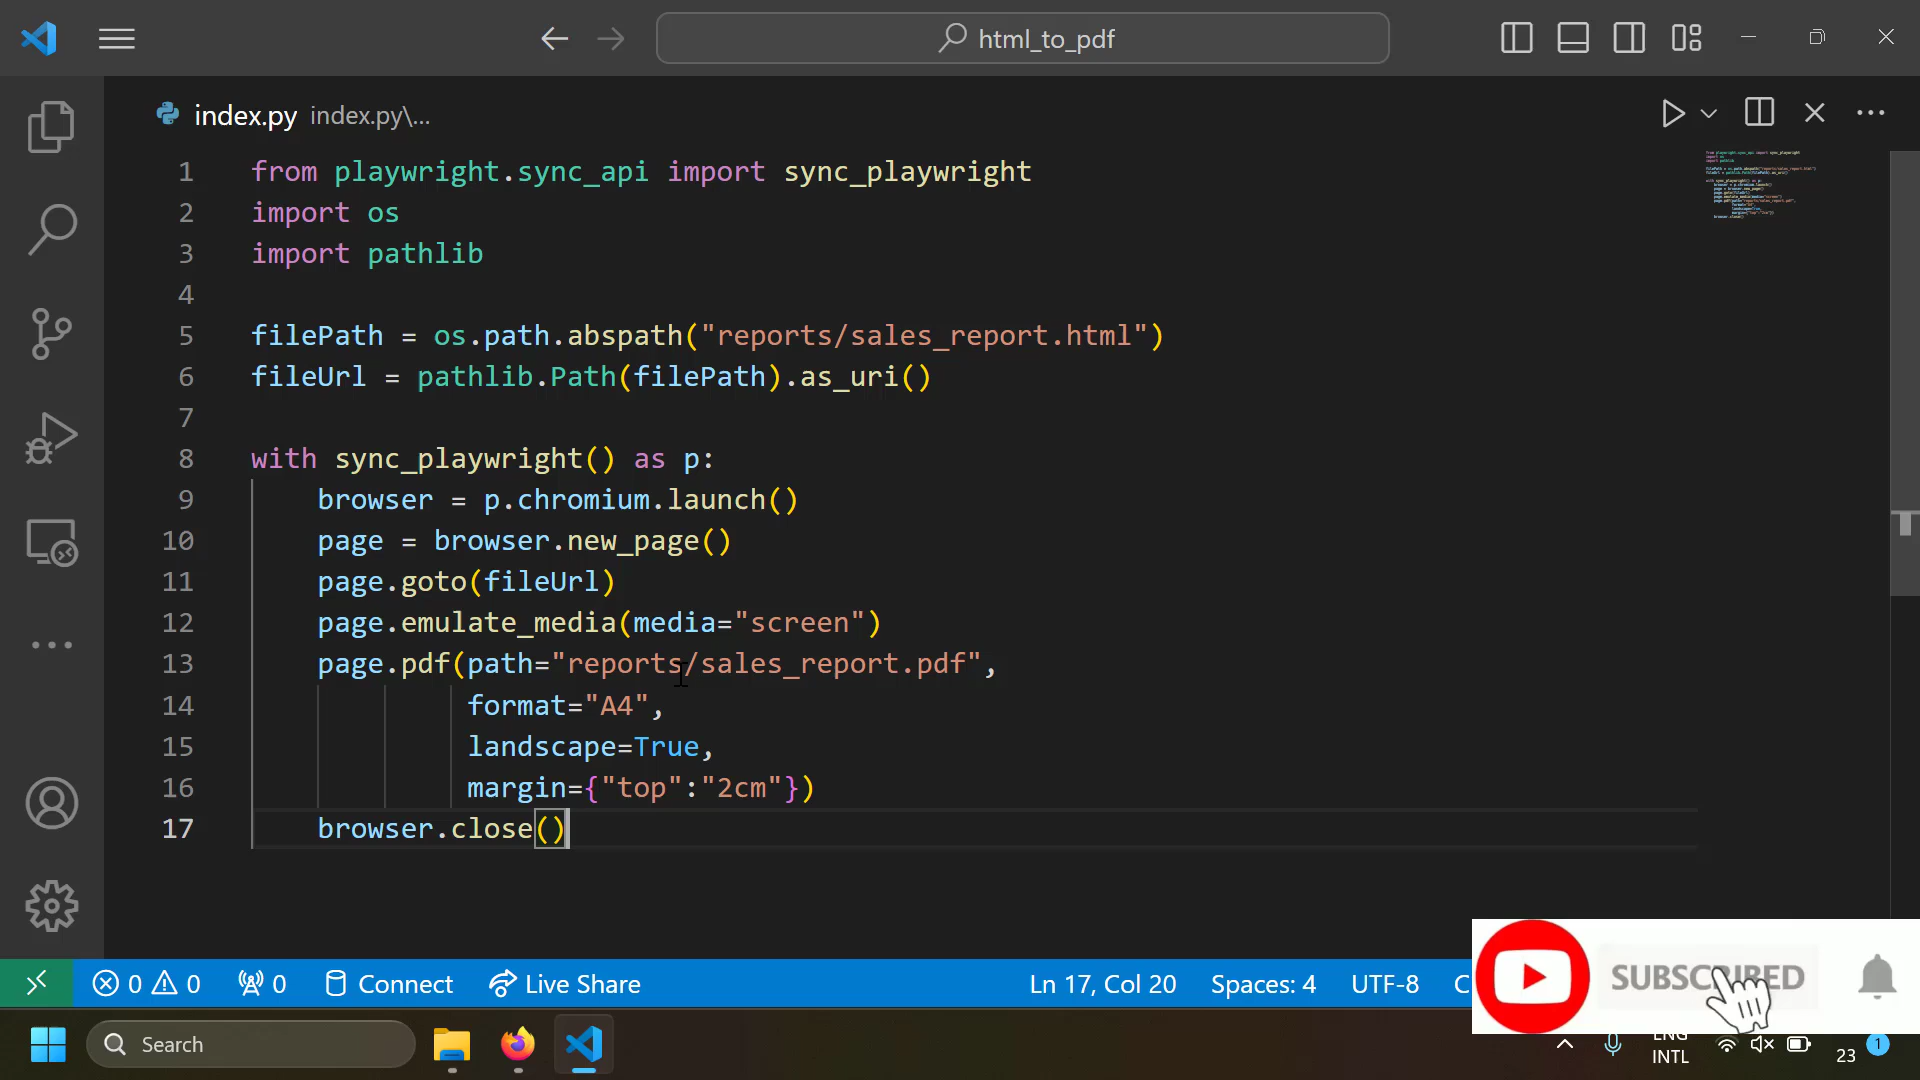 html_to_pdf
index.py index.py\...
1 from playwright.sync_api import sync_playwright
2 import os
3 import pathlib
4
5 filePath = os.path.abspath("reports/sales_report.html")
6 fileUrl = pathlib.Path(filePath).as_uri()
7
8 with sync_playwright() as p:
9     browser = p.chromium.launch()
10     page = browser.new_page()
11     page.goto(fileUrl)
12     page.emulate_media(media="screen")
13     page.pdf(path="reports/sales_report.pdf",
14              format="A4",
15              landscape=True,
16              margin={"top":"2cm"})
17     browser.close()
0 0 0 Connect Live Share Ln 17, Col 20 Spaces: 4 UTF-8 C
SUBSCRIBED
Search
ENG
INTL
23 1